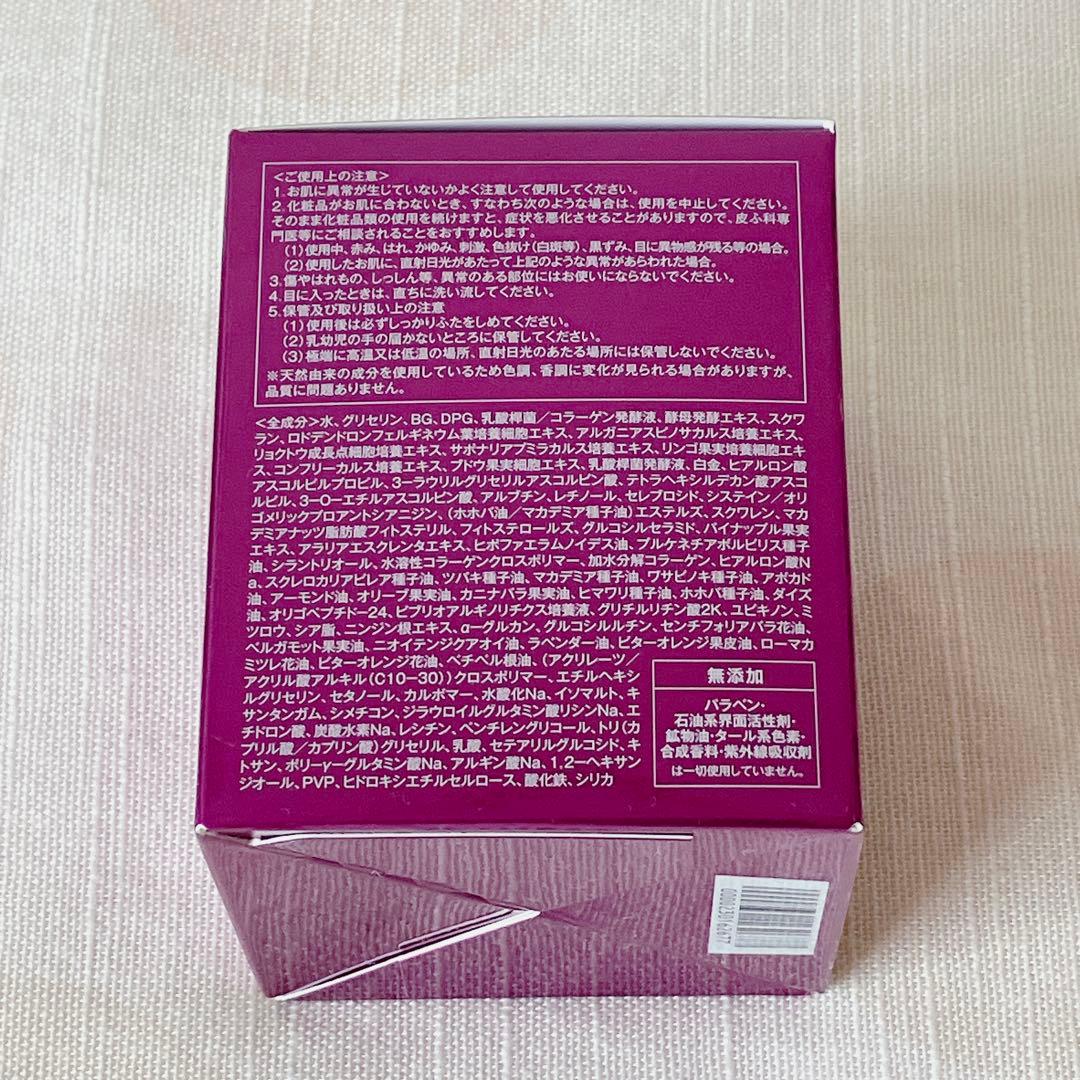 <ご使用上の注意>
1.お肌に異常が生じていないかよく注意して使用してください。
2.化粧品がお肌に合わないとき、すなわち次のような場合は、使用を中止してください。
そのまま化粧品類の使用を続けますと、症状を悪化させることがありますので、皮ふ科専
門医等にご相談されることをおすすめします。
(1)使用中、赤み、はれ、かゆみ、刺激、色抜け(白斑等)、黒ずみ、目に異物感が残る等の場合。
(2)使用したお肌に、直射日光があたって上記のような異常があらわれた場合。
3.傷やはれもの、しっしん等、異常のある部位にはお使いにならないでください。
4.目に入ったときは、直ちに洗い流してください。
5.保管及び取り扱い上の注意
(1)使用後は必ずしっかりふたをしめてください。
(2)乳幼児の手の届かないところに保管してください。
(3)極端に高温又は低温の場所、直射日光のあたる場所には保管しないでください。
※天然由来の成分を使用しているため色調、香調に変化が見られる場合がありますが、
品質に問題ありません。
<全成分>水、グリセリン、BG、DPG、乳酸桿菌/コラーゲン発酵液、酵母発酵エキス、スクワ
ラン、ロドデンドロンフェルギネウム葉培養細胞エキス、アルガニアスピノサカルス培養エキス、
リョクトウ成長点細胞培養エキス、サポナリアプミラカルス培養エキス、リンゴ果実培養細胞エキ
ス、コンフリーカルス培養エキス、ブドウ果実細胞エキス、乳酸桿菌発酵液、白金、ヒアルロン酸
アスコルビルプロピル、3-ラウリルグリセリルアスコルビン酸、テトラヘキシルデカン酸アスコ
ルビル、3-O-エチルアスコルビン酸、アルブチン、レチノール、セレブロシド、システイン/オリ
ゴメリックプロアントシアニジン、(ホホバ油/マカデミア種子油)エステルズ、スクワレン、マカ
デミアナッツ脂肪酸フィトステリル、フィトステロールズ、グルコシルセラミド、パイナップル果実
エキス、アラリアエスクレンタエキス、ヒポファエラムノイデス油、プルケネチアボルビリス種子
油、シラントリオール、水溶性コラーゲンクロスポリマー、加水分解コラーゲン、ヒアルロン酸N
a、スクレロカリアビレア種子油、ツバキ種子油、マカデミア種子油、ワサビノキ種子油、アボカド
油、アーモンド油、オリーブ果実油、カニナバラ果実油、ヒマワリ種子油、ホホバ種子油、ダイズ
油、オリゴペプチド-24、ビブリオアルギノリチクス培養液、グリチルリチン酸2K、ユビキノン、ミ
ツロウ、シア脂、ニンジン根エキス、α-グルカン、グルコシルルチン、センチフォリアバラ花油、
ベルガモット果実油、ニオイテンジクアオイ油、ラベンダー油、ビターオレンジ果皮油、ローマカ
ミツレ花油、ビターオレンジ花油、ベチベル根油、(アクリレーツ/
アクリル酸アルキル(C10-30))クロスポリマー、エチルヘキシ
ルグリセリン、セタノール、カルボマー、水酸化Na、イソマルト、キ
サンタンガム、シメチコン、ジラウロイルグルタミン酸リシンNa、エ
チドロン酸、炭酸水素Na、レシチン、ペンチレングリコール、トリ(カ
プリル酸/カプリン酸)グリセリル、乳酸、セテアリルグルコシド、キ
トサン、ポリ-γ-グルタミン酸Na、アルギン酸Na、1,2-ヘキサン
ジオール、PVP、ヒドロキシエチルセルロース、酸化鉄、シリカ
無添加
パラベン・
石油系界面活性剤・
鉱物油・タール系色素・
合成香料・紫外線吸収剤
は一切使用していません。
0000230162677